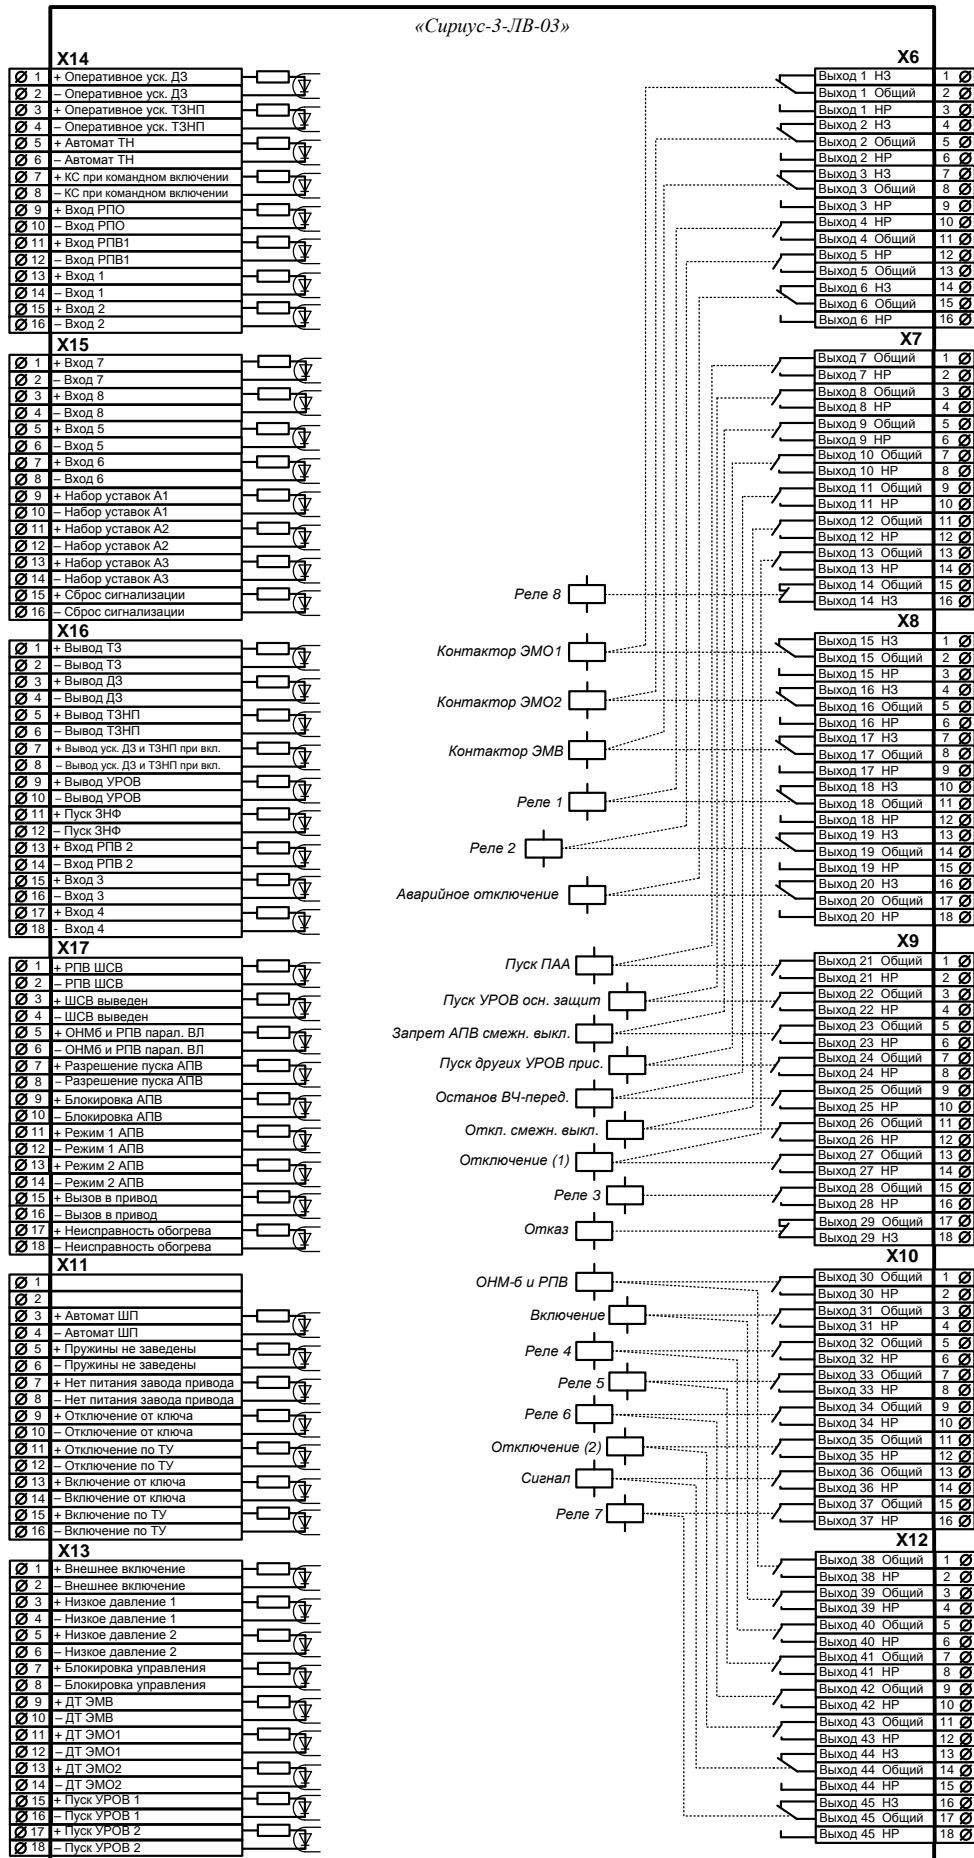 «Сириус-3-ЛВ-03»
X14
1 + Оперативное уск. ДЗ
2 – Оперативное уск. ДЗ
3 + Оперативное уск. ТЗНП
4 – Оперативное уск. ТЗНП
5 + Автомат ТН
6 – Автомат ТН
7 + КС при командном включении
8 – КС при командном включении
9 + Вход РПО
10 – Вход РПО
11 + Вход РПВ1
12 – Вход РПВ1
13 + Вход 1
14 – Вход 1
15 + Вход 2
16 – Вход 2
X15
1 + Вход 7
2 – Вход 7
3 + Вход 8
4 – Вход 8
5 + Вход 5
6 – Вход 5
7 + Вход 6
8 – Вход 6
9 + Набор уставок А1
10 – Набор уставок А1
11 + Набор уставок А2
12 – Набор уставок А2
13 + Набор уставок А3
14 – Набор уставок А3
15 + Сброс сигнализации
16 – Сброс сигнализации
X16
1 + Вывод ТЗ
2 – Вывод ТЗ
3 + Вывод ДЗ
4 – Вывод ДЗ
5 + Вывод ТЗНП
6 – Вывод ТЗНП
7 + Вывод уск. ДЗ и ТЗНП при вкл.
8 – Вывод уск. ДЗ и ТЗНП при вкл.
9 + Вывод УРОВ
10 – Вывод УРОВ
11 + Пуск ЗНФ
12 – Пуск ЗНФ
13 + Вход РПВ 2
14 – Вход РПВ 2
15 + Вход 3
16 – Вход 3
17 + Вход 4
18 - Вход 4
X17
1 + РПВ ШСВ
2 – РПВ ШСВ
3 + ШСВ выведен
4 – ШСВ выведен
5 + ОНМб и РПВ парал. ВЛ
6 – ОНМб и РПВ парал. ВЛ
7 + Разрешение пуска АПВ
8 – Разрешение пуска АПВ
9 + Блокировка АПВ
10 – Блокировка АПВ
11 + Режим 1 АПВ
12 – Режим 1 АПВ
13 + Режим 2 АПВ
14 – Режим 2 АПВ
15 + Вызов в привод
16 – Вызов в привод
17 + Неисправность обогрева
18 – Неисправность обогрева
X11
1
2
3 + Автомат ШП
4 – Автомат ШП
5 + Пружины не заведены
6 – Пружины не заведены
7 + Нет питания завода привода
8 – Нет питания завода привода
9 + Отключение от ключа
10 – Отключение от ключа
11 + Отключение по ТУ
12 – Отключение по ТУ
13 + Включение от ключа
14 – Включение от ключа
15 + Включение по ТУ
16 – Включение по ТУ
X13
1 + Внешнее включение
2 – Внешнее включение
3 + Низкое давление 1
4 – Низкое давление 1
5 + Низкое давление 2
6 – Низкое давление 2
7 + Блокировка управления
8 – Блокировка управления
9 + ДТ ЭМВ
10 – ДТ ЭМВ
11 + ДТ ЭМО1
12 – ДТ ЭМО1
13 + ДТ ЭМО2
14 – ДТ ЭМО2
15 + Пуск УРОВ 1
16 – Пуск УРОВ 1
17 + Пуск УРОВ 2
18 – Пуск УРОВ 2
Реле 8
Контактор ЭМО1
Контактор ЭМО2
Контактор ЭМВ
Реле 1
Реле 2
Аварийное отключение
Пуск ПАА
Пуск УРОВ осн. защит
Запрет АПВ смежн. выкл.
Пуск других УРОВ прис.
Останов ВЧ-перед.
Откл. смежн. выкл.
Отключение (1)
Реле 3
Отказ
ОНМ-б и РПВ
Включение
Реле 4
Реле 5
Реле 6
Отключение (2)
Сигнал
Реле 7
X6
Выход 1 НЗ 1
Выход 1 Общий 2
Выход 1 НР 3
Выход 2 НЗ 4
Выход 2 Общий 5
Выход 2 НР 6
Выход 3 НЗ 7
Выход 3 Общий 8
Выход 3 НР 9
Выход 4 НР 10
Выход 4 Общий 11
Выход 5 НР 12
Выход 5 Общий 13
Выход 6 НЗ 14
Выход 6 Общий 15
Выход 6 НР 16
X7
Выход 7 Общий 1
Выход 7 НР 2
Выход 8 Общий 3
Выход 8 НР 4
Выход 9 Общий 5
Выход 9 НР 6
Выход 10 Общий 7
Выход 10 НР 8
Выход 11 Общий 9
Выход 11 НР 10
Выход 12 Общий 11
Выход 12 НР 12
Выход 13 Общий 13
Выход 13 НР 14
Выход 14 Общий 15
Выход 14 НЗ 16
X8
Выход 15 НЗ 1
Выход 15 Общий 2
Выход 15 НР 3
Выход 16 НЗ 4
Выход 16 Общий 5
Выход 16 НР 6
Выход 17 НЗ 7
Выход 17 Общий 8
Выход 17 НР 9
Выход 18 НЗ 10
Выход 18 Общий 11
Выход 18 НР 12
Выход 19 НЗ 13
Выход 19 Общий 14
Выход 19 НР 15
Выход 20 НЗ 16
Выход 20 Общий 17
Выход 20 НР 18
X9
Выход 21 Общий 1
Выход 21 НР 2
Выход 22 Общий 3
Выход 22 НР 4
Выход 23 Общий 5
Выход 23 НР 6
Выход 24 Общий 7
Выход 24 НР 8
Выход 25 Общий 9
Выход 25 НР 10
Выход 26 Общий 11
Выход 26 НР 12
Выход 27 Общий 13
Выход 27 НР 14
Выход 28 Общий 15
Выход 28 НР 16
Выход 29 Общий 17
Выход 29 НЗ 18
X10
Выход 30 Общий 1
Выход 30 НР 2
Выход 31 Общий 3
Выход 31 НР 4
Выход 32 Общий 5
Выход 32 НР 6
Выход 33 Общий 7
Выход 33 НР 8
Выход 34 Общий 9
Выход 34 НР 10
Выход 35 Общий 11
Выход 35 НР 12
Выход 36 Общий 13
Выход 36 НР 14
Выход 37 Общий 15
Выход 37 НР 16
X12
Выход 38 Общий 1
Выход 38 НР 2
Выход 39 Общий 3
Выход 39 НР 4
Выход 40 Общий 5
Выход 40 НР 6
Выход 41 Общий 7
Выход 41 НР 8
Выход 42 Общий 9
Выход 42 НР 10
Выход 43 Общий 11
Выход 43 НР 12
Выход 44 НЗ 13
Выход 44 Общий 14
Выход 44 НР 15
Выход 45 НЗ 16
Выход 45 Общий 17
Выход 45 НР 18